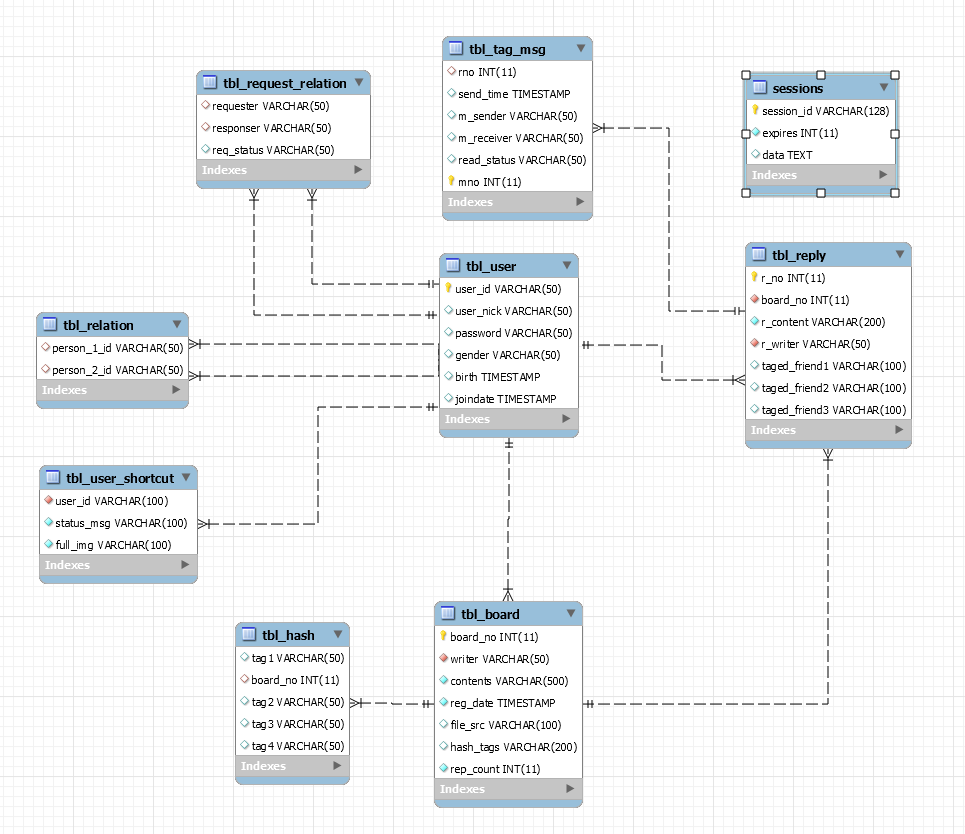 tbl_request_relation
requester VARCHAR(50)
responser VARCHAR(50)
req_status VARCHAR(50)
Indexes
tbl_tag_msg
rno INT(11)
send_time TIMESTAMP
m_sender VARCHAR(50)
m_receiver VARCHAR(50)
read_status VARCHAR(50)
mno INT(11)
Indexes
sessions
session_id VARCHAR(128)
expires INT(11)
data TEXT
Indexes
tbl_user
user_id VARCHAR(50)
user_nick VARCHAR(50)
password VARCHAR(50)
gender VARCHAR(50)
birth TIMESTAMP
joindate TIMESTAMP
Indexes
tbl_reply
r_no INT(11)
board_no INT(11)
r_content VARCHAR(200)
r_writer VARCHAR(50)
taged_friend1 VARCHAR(100)
taged_friend2 VARCHAR(100)
taged_friend3 VARCHAR(100)
Indexes
tbl_relation
person_1_id VARCHAR(50)
person_2_id VARCHAR(50)
Indexes
tbl_user_shortcut
user_id VARCHAR(100)
status_msg VARCHAR(100)
full_img VARCHAR(100)
Indexes
tbl_hash
tag1 VARCHAR(50)
board_no INT(11)
tag2 VARCHAR(50)
tag3 VARCHAR(50)
tag4 VARCHAR(50)
Indexes
tbl_board
board_no INT(11)
writer VARCHAR(50)
contents VARCHAR(500)
reg_date TIMESTAMP
file_src VARCHAR(100)
hash_tags VARCHAR(200)
rep_count INT(11)
Indexes